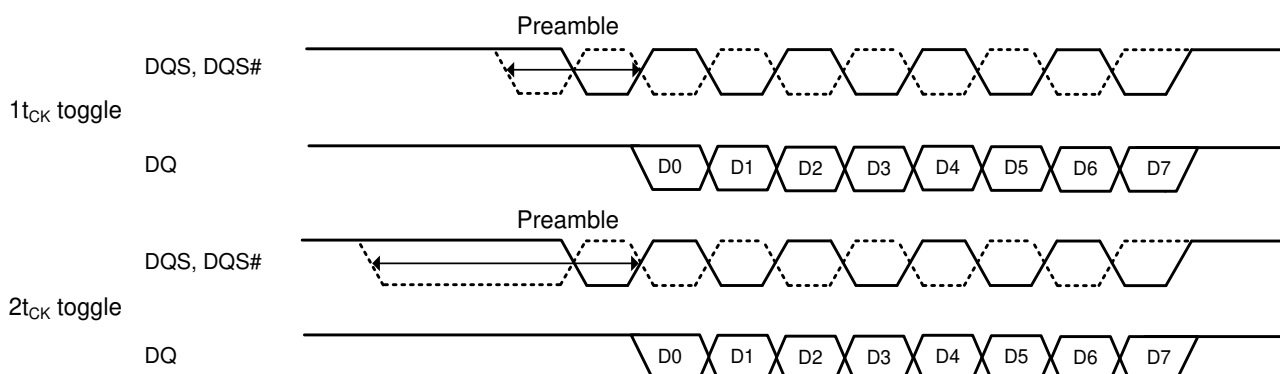 Preamble
DQS, DQS#
1tCK toggle
DQ
D0 D1 D2 D3 D4 D5 D6 D7
Preamble
DQS, DQS#
2tCK toggle
DQ
D0 D1 D2 D3 D4 D5 D6 D7